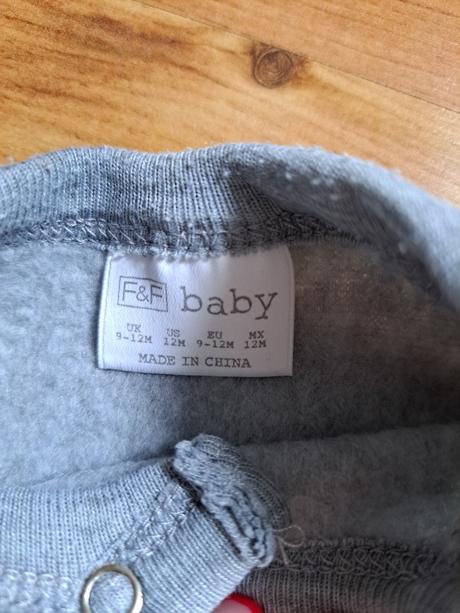 F&F baby
UK US EU MX
9-12M 12M 9-12M 12M
MADE IN CHINA